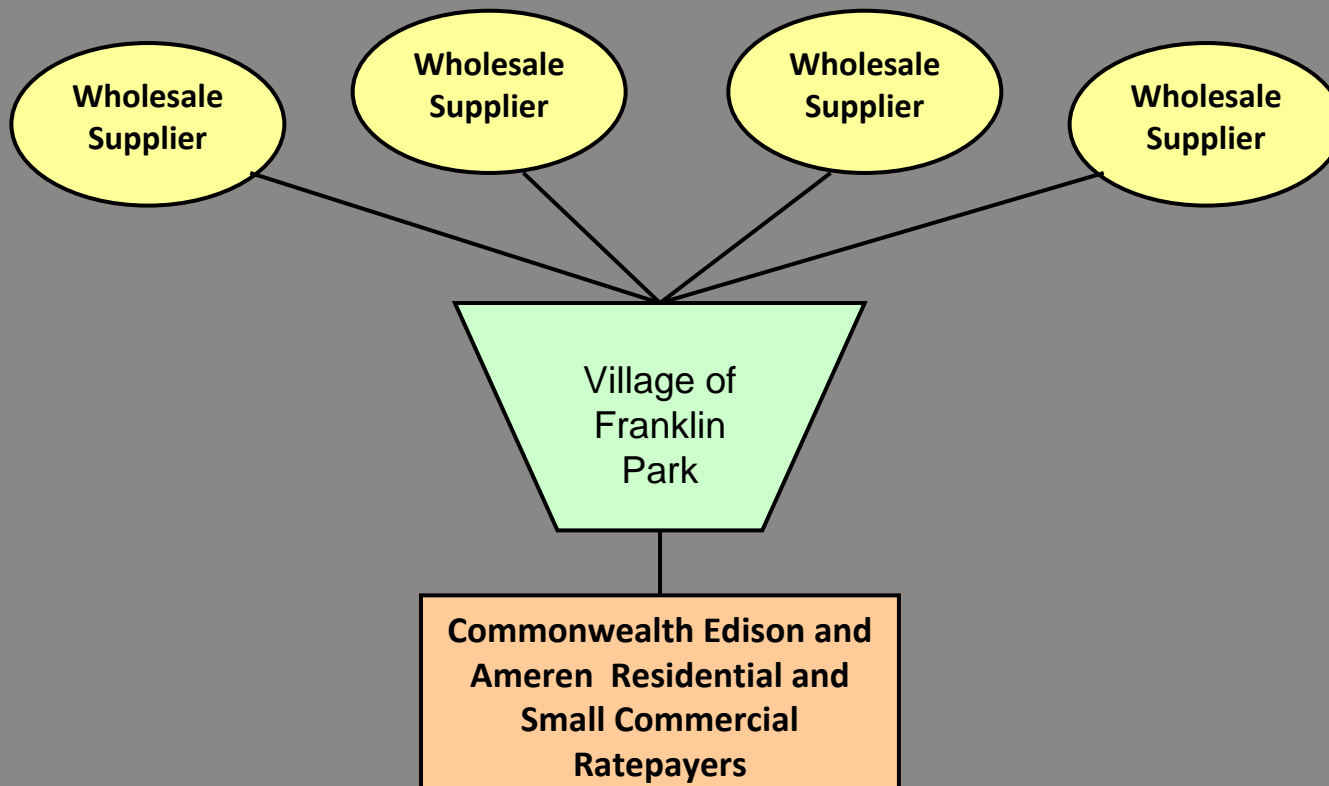 Wholesale
Supplier
Wholesale
Supplier
Wholesale
Supplier
Wholesale
Supplier
Village of
Franklin
Park
Commonwealth Edison and
Ameren  Residential and
Small Commercial
Ratepayers